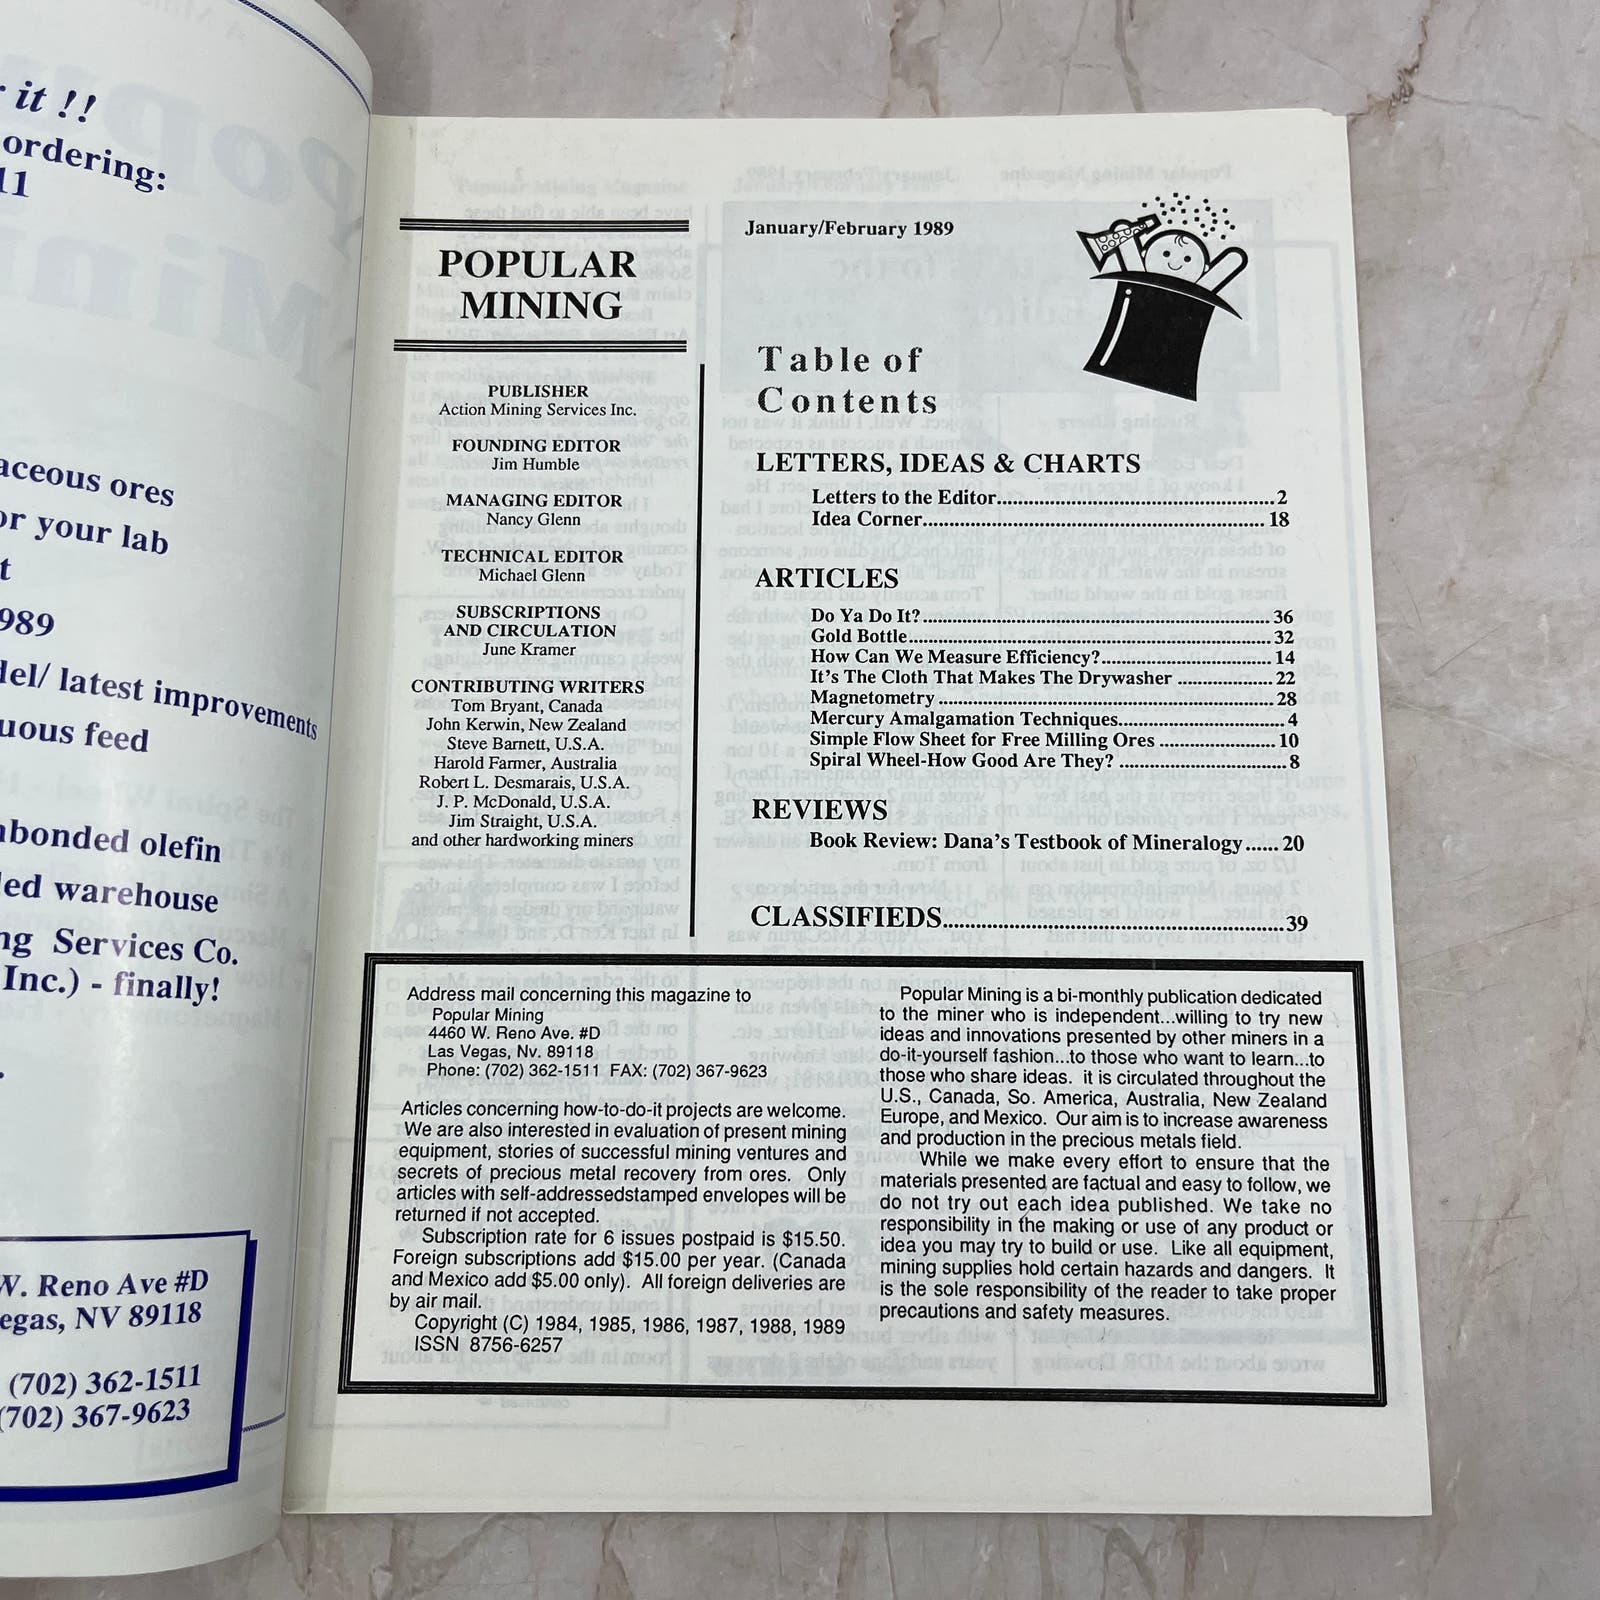 it !!
ordering:
11
aceous ores
or your lab
t
1989
del/ latest improvements
uous feed
nbonded olefin
led warehouse
ng Services Co.
Inc.) - finally!
W. Reno Ave #D
egas, NV 89118
(702) 362-1511
(702) 367-9623
POPULAR
MINING
PUBLISHER
Action Mining Services Inc.
FOUNDING EDITOR
Jim Humble
MANAGING EDITOR
Nancy Glenn
TECHNICAL EDITOR
Michael Glenn
SUBSCRIPTIONS
AND CIRCULATION
June Kramer
CONTRIBUTING WRITERS
Tom Bryant, Canada
John Kerwin, New Zealand
Steve Barnett, U.S.A.
Harold Farmer, Australia
Robert L. Desmarais, U.S.A.
J. P. McDonald, U.S.A.
Jim Straight, U.S.A.
and other hardworking miners
January/February 1989
Table of
Contents
LETTERS, IDEAS & CHARTS
Letters to the Editor...2
Idea Corner...18
ARTICLES
Do Ya Do It?...36
Gold Bottle...32
How Can We Measure Efficiency?...14
It's The Cloth That Makes The Drywasher ...22
Magnetometry...28
Mercury Amalgamation Techniques...4
Simple Flow Sheet for Free Milling Ores ...10
Spiral Wheel-How Good Are They? ...8
REVIEWS
Book Review: Dana's Testbook of Mineralogy......20
CLASSIFIEDS...39
Address mail concerning this magazine to
Popular Mining
4460 W. Reno Ave. #D
Las Vegas, Nv. 89118
Phone: (702) 362-1511 FAX: (702) 367-9623
Articles concerning how-to-do-it projects are welcome.
We are also interested in evaluation of present mining
equipment, stories of successful mining ventures and
secrets of precious metal recovery from ores. Only
articles with self-addressedstamped envelopes will be
returned if not accepted.
Subscription rate for 6 issues postpaid is $15.50.
Foreign subscriptions add $15.00 per year. (Canada
and Mexico add $5.00 only). All foreign deliveries are
by air mail.
Copyright (C) 1984, 1985, 1986, 1987, 1988, 1989
ISSN 8756-6257
Popular Mining is a bi-monthly publication dedicated
to the miner who is independent...willing to try new
ideas and innovations presented by other miners in a
do-it-yourself fashion...to those who want to learn...to
those who share ideas. it is circulated throughout the
U.S., Canada, So. America, Australia, New Zealand
Europe, and Mexico. Our aim is to increase awareness
and production in the precious metals field.
While we make every effort to ensure that the
materials presented are factual and easy to follow, we
do not try out each idea published. We take no
responsibility in the making or use of any product or
idea you may try to build or use. Like all equipment,
mining supplies hold certain hazards and dangers. It
is the sole responsibility of the reader to take proper
precautions and safety measures.